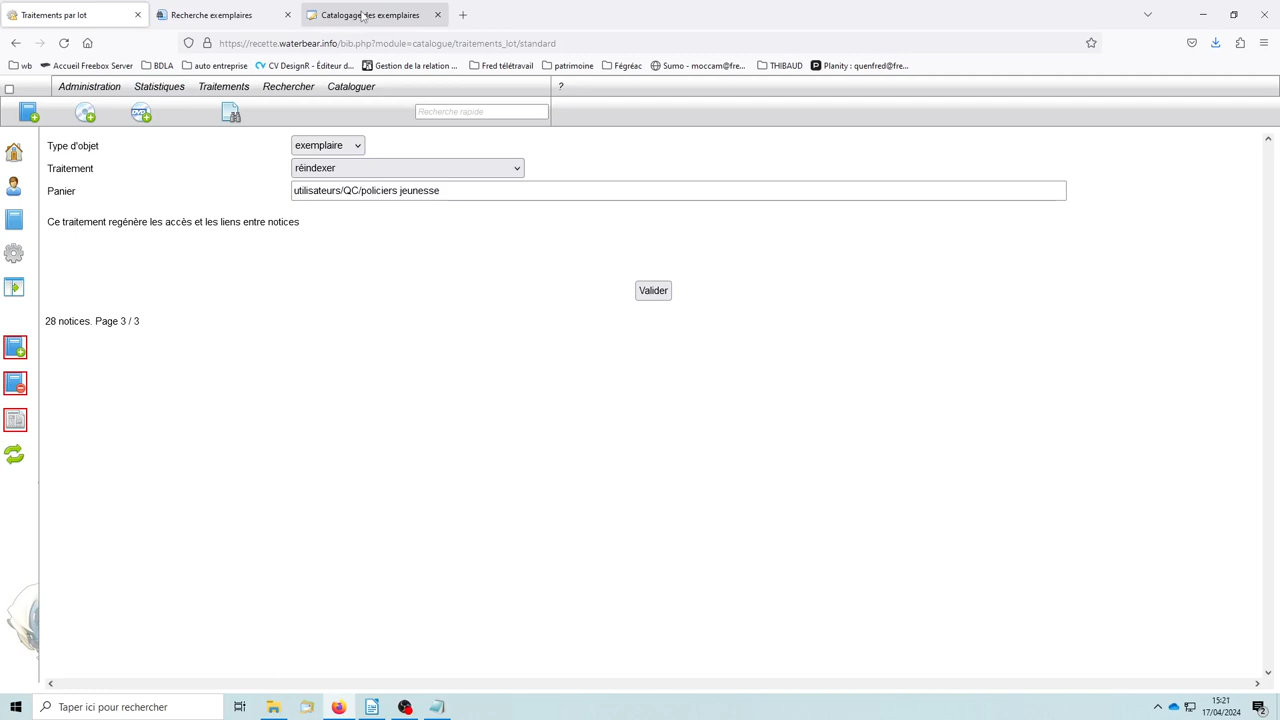 Traitements par lot
Recherche exemplaires
Catalogage des exemplaires
https://recette.waterbear.info/bib.php?module=catalogue/traitements_lot/standard
wb Accueil Freebox Server BDLA auto entreprise CV DesignR - Éditeur d... Gestion de la relation ... Fred télétravail patrimoine Fégréac Sumo - moccam@fre... THIBAUD Planity : quenfred@fr...
Administration Statistiques Traitements Rechercher Cataloguer ?
DVD
Recherche rapide
Type d'objet exemplaire
Traitement réindexer
Panier utilisateurs/QC/policiers jeunesse
Ce traitement regénère les accès et les liens entre notices
Valider
28 notices. Page 3 / 3
Taper ici pour rechercher
15:21
17/04/2024
2